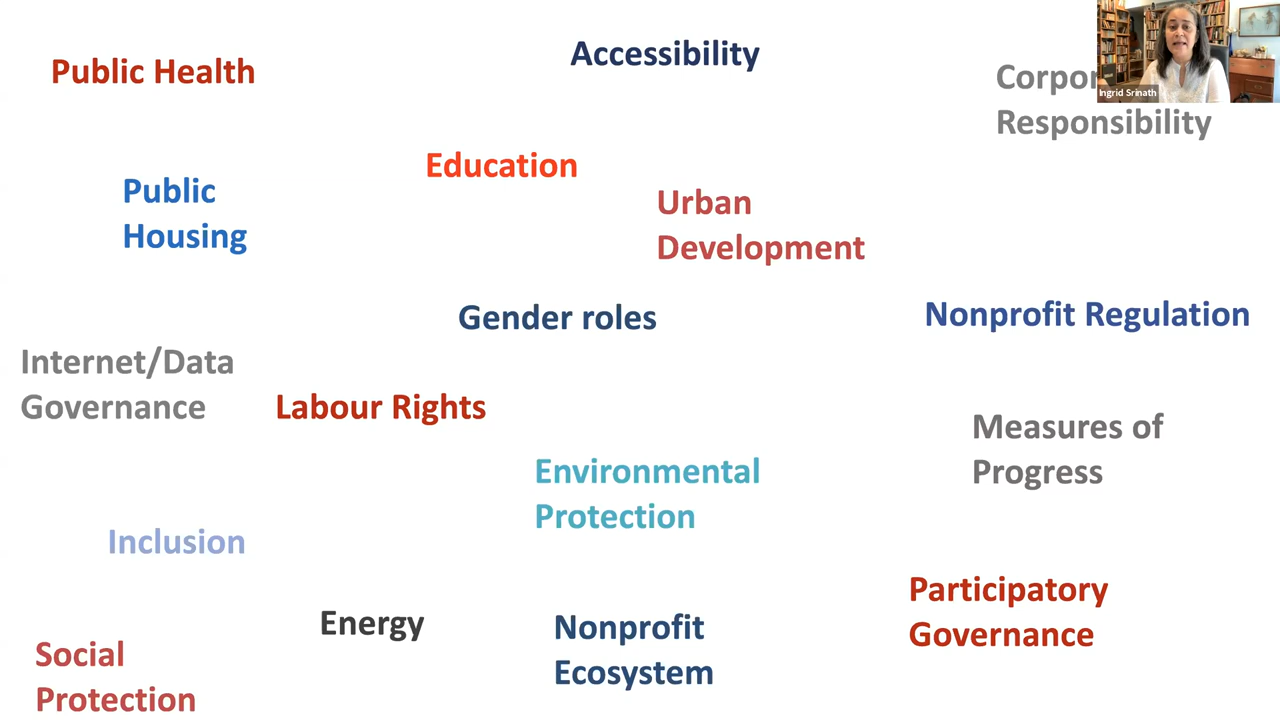 Accessibility
Public Health
Responsibility
Ingrid Srinath
Education
Public
Housing
Urban
Development
Gender roles
Nonprofit Regulation
Internet/Data
Governance
Labour Rights
Measures of
Progress
Environmental
Protection
Inclusion
Participatory
Governance
Energy
Nonprofit
Ecosystem
Social
Protection